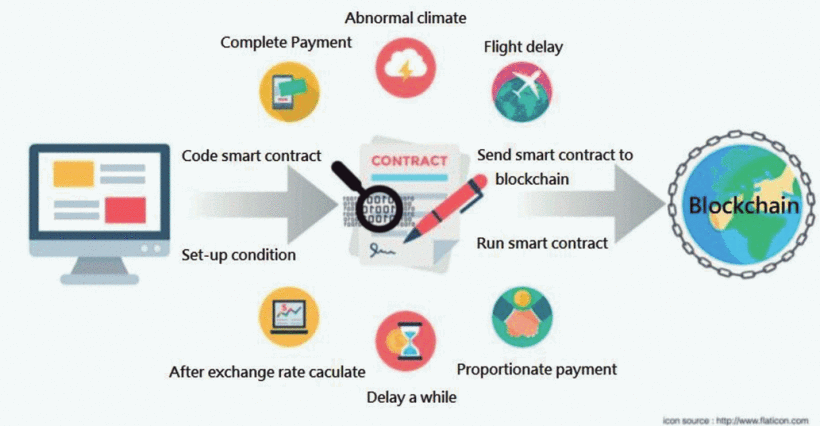 Abnormal climate
Complete Payment
Flight delay
Code smart contract
CONTRACT
Send smart contract to
blockchain
Blockchain
Set-up condition
Run smart contract
After exchange rate caculate
Delay a while
Proportionate payment
icon source : http://www.flaticon.com